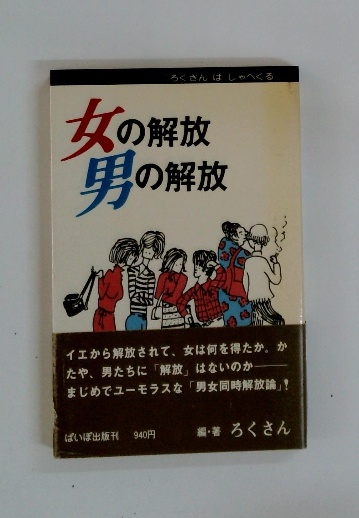 ろくさん は しゃべくる
女の解放
男の解放
イエから解放されて、女は何を得たか。か
たや、男たちに「解放」はないのか――
まじめでユーモラスな「男女同時解放論」!
ぱいぽ出版刊 940円 編・著 ろくさん